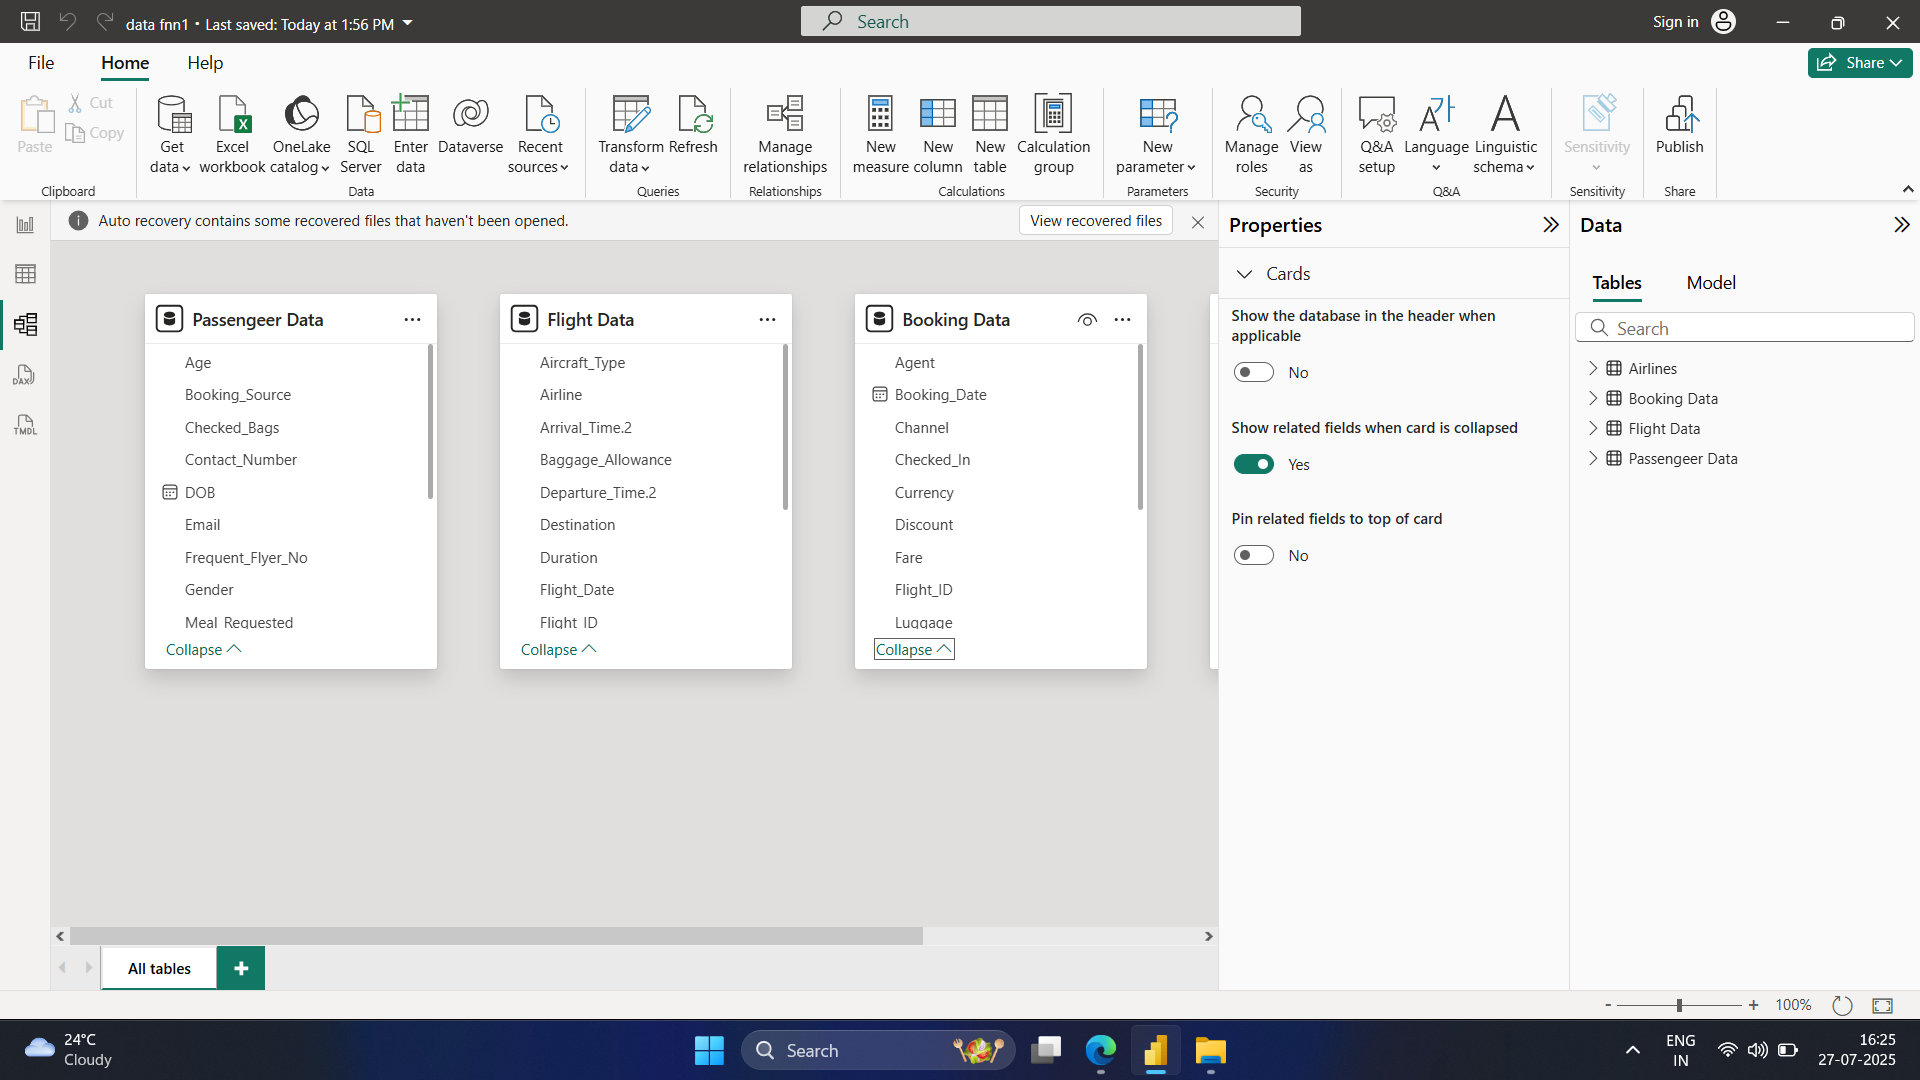 data fnn1 • Last saved: Today at 1:56 PM
Search
Sign in
File
Home
Help
Share
Paste
Cut
Copy
Clipboard
Get data
Excel workbook
OneLake catalog
SQL Server
Enter data
Dataverse
Recent sources
Data
Transform data
Refresh
Queries
Manage relationships
Relationships
New measure
New column
New table
Calculation group
Calculations
New parameter
Parameters
Manage roles
View as
Security
Q&A setup
Language
Linguistic schema
Q&A
Sensitivity
Sensitivity
Publish
Share
Auto recovery contains some recovered files that haven't been opened.
View recovered files
DAX
TMDL
Passengeer Data
Age
Booking_Source
Checked_Bags
Contact_Number
DOB
Email
Frequent_Flyer_No
Gender
Meal_Requested
Collapse
Flight Data
Aircraft_Type
Airline
Arrival_Time.2
Baggage_Allowance
Departure_Time.2
Destination
Duration
Flight_Date
Flight_ID
Collapse
Booking Data
Agent
Booking_Date
Channel
Checked_In
Currency
Discount
Fare
Flight_ID
Luggage
Collapse
Properties
Cards
Show the database in the header when
applicable
No
Show related fields when card is collapsed
Yes
Pin related fields to top of card
No
Data
Tables
Model
Search
Airlines
Booking Data
Flight Data
Passengeer Data
All tables
- + 100%
24°C
Cloudy
Search
ENG
IN
16:25
27-07-2025